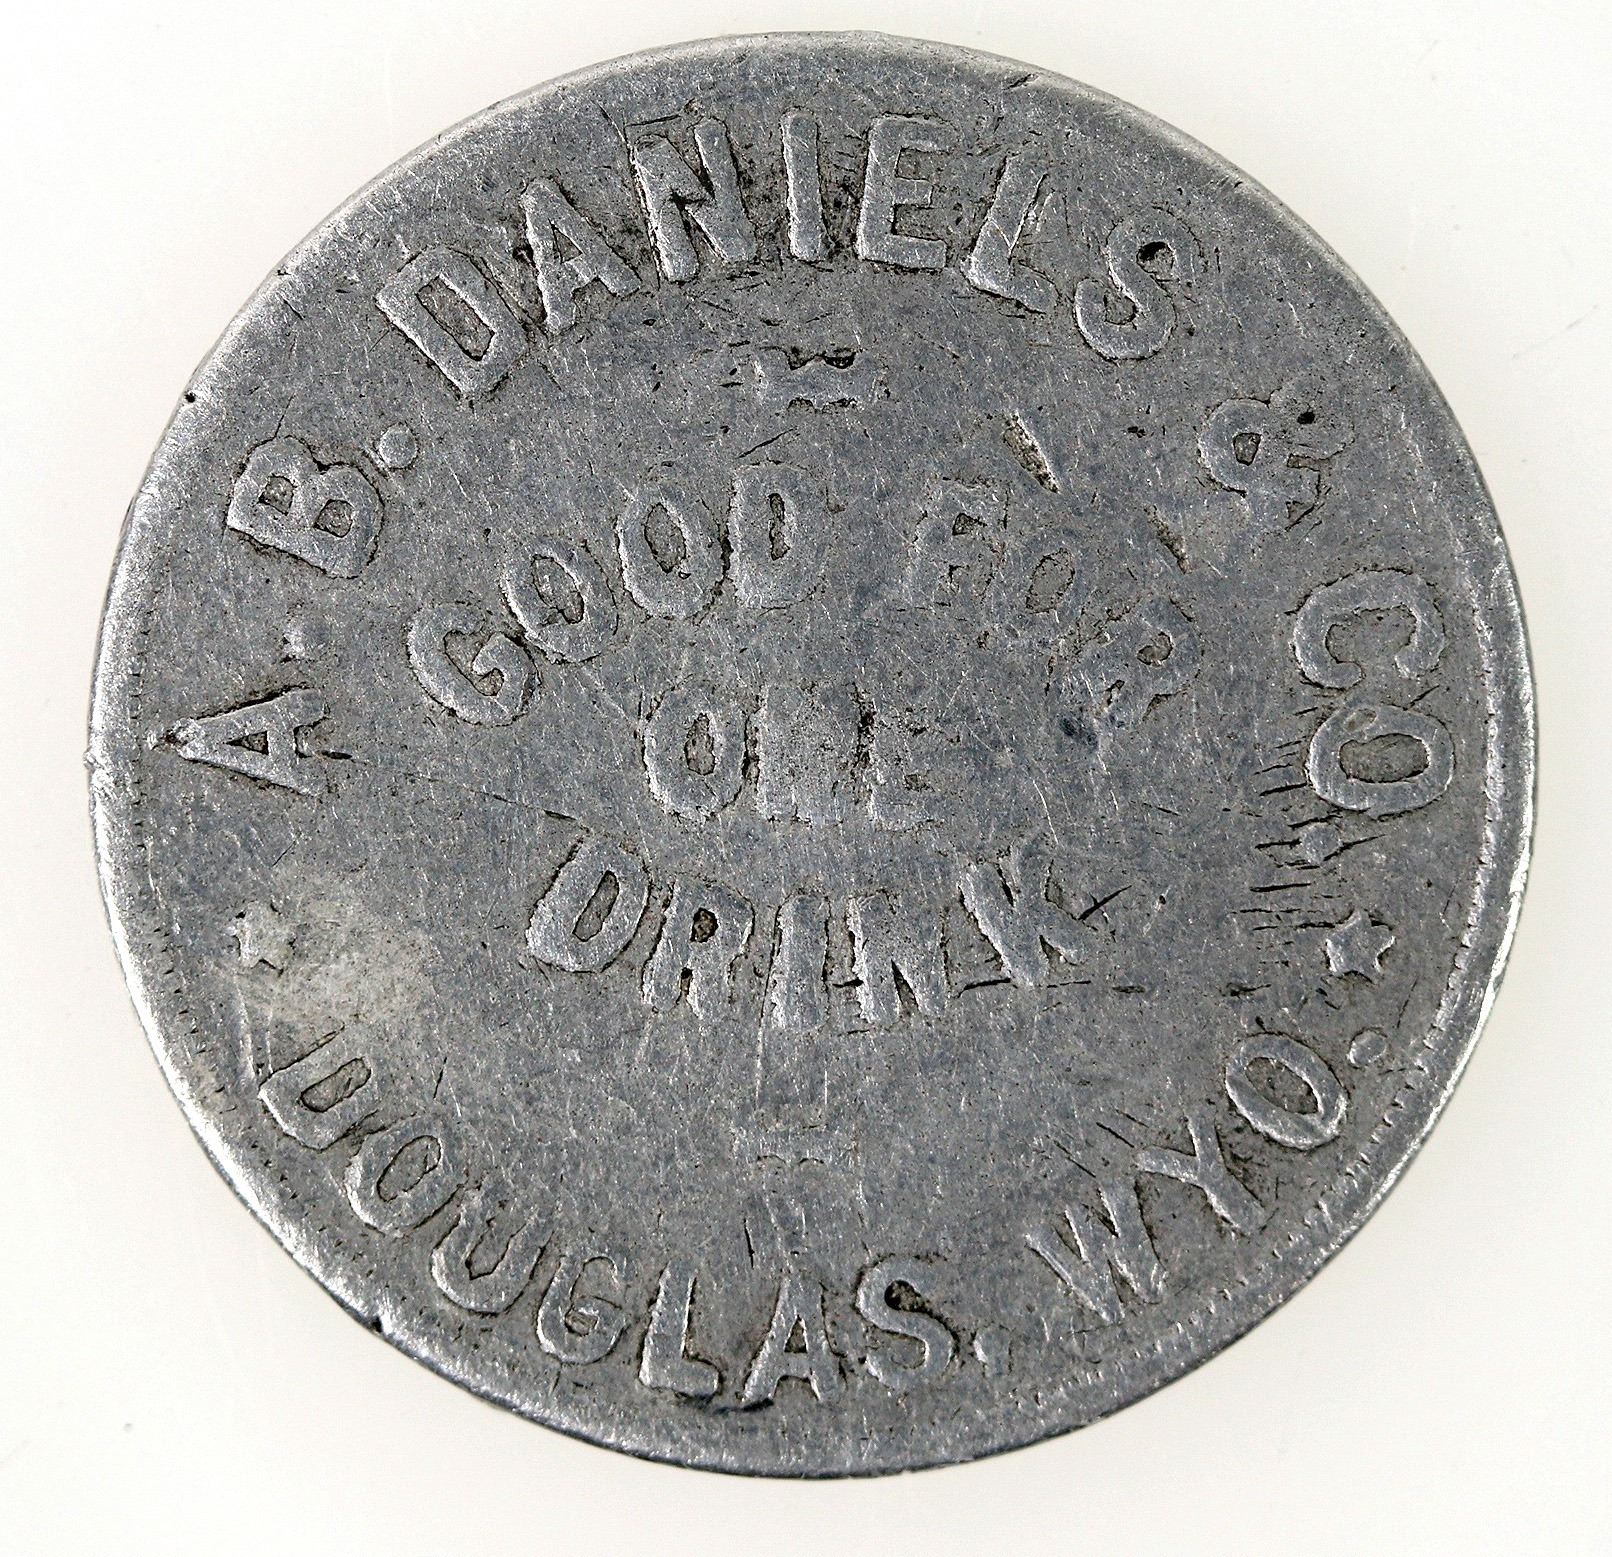 A. B. DANIELS & CO.
GOOD FOR
ONE
DRINK
DOUGLAS, WYO.